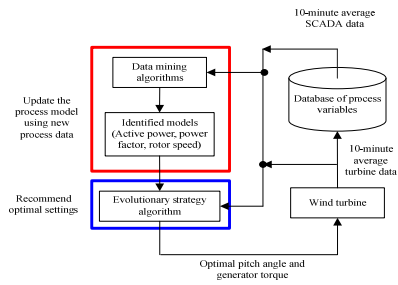 10-minute average
SCADA data
Data mining
algorithms
Update the
process model
using new
process data
Identified models
(Active power, power
factor, rotor speed)
Database of process
variables
10-minute
average
turbine data
Recommend
optimal settings
Evolutionary strategy
algorithm
Wind turbine
Optimal pitch angle and
generator torque